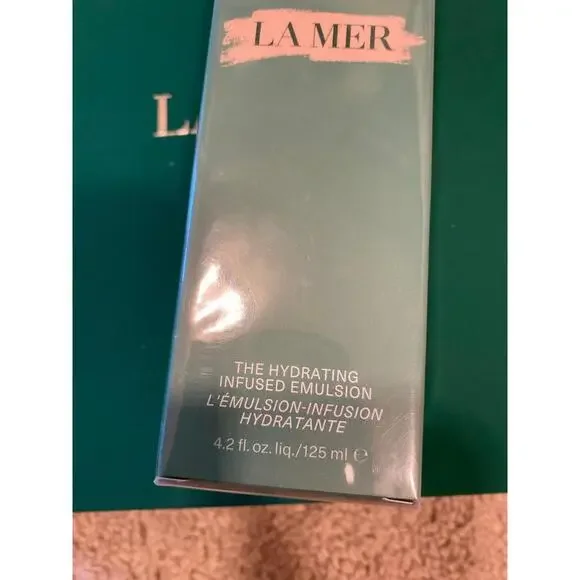 LA MER
THE HYDRATING
INFUSED EMULSION
L'ÉMULSION-INFUSION
HYDRATANTE
4.2 fl. oz. liq./125 ml ℮